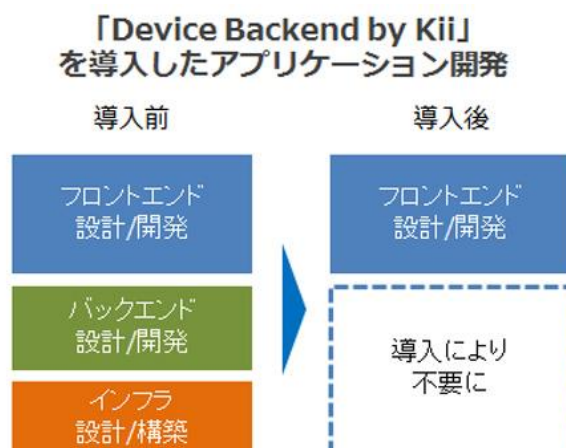 「Device Backend by Kii」
を導入したアプリケーション開発
導入前
導入後
フロントエンド
設計/開発
フロントエンド
設計/開発
バックエンド
設計/開発
導入により
不要に
インフラ
設計/構築